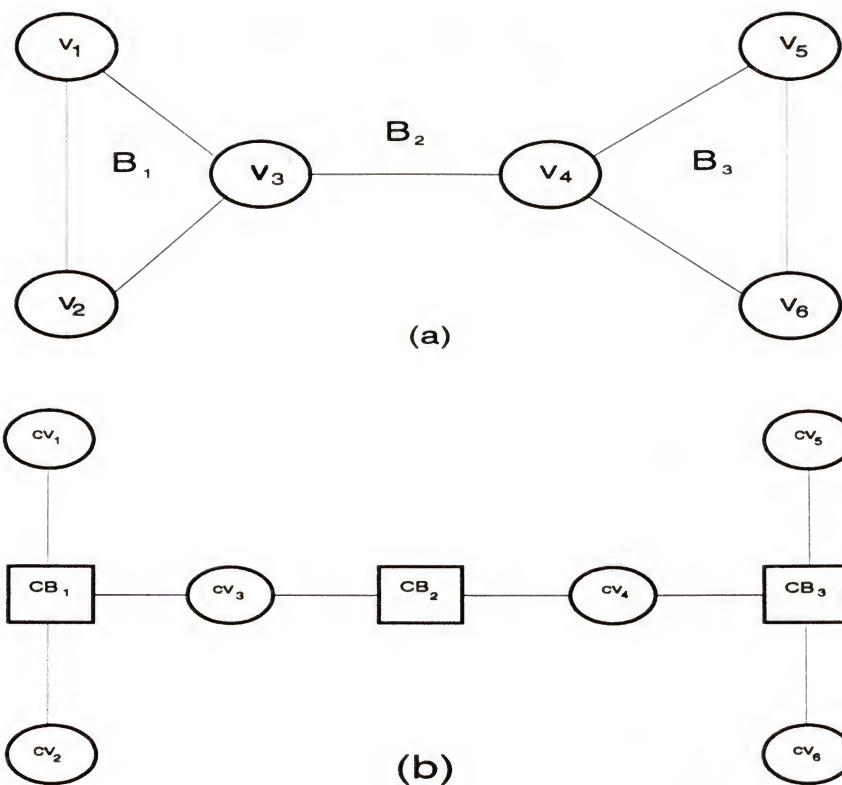 v₁ v₅
B₂
B₁ v₃ v₄ B₃
v₂ v₆
(a)
cv₁ cv₅
CB₁ cv₃ CB₂ cv₄ CB₃
cv₂ cv₆
(b)